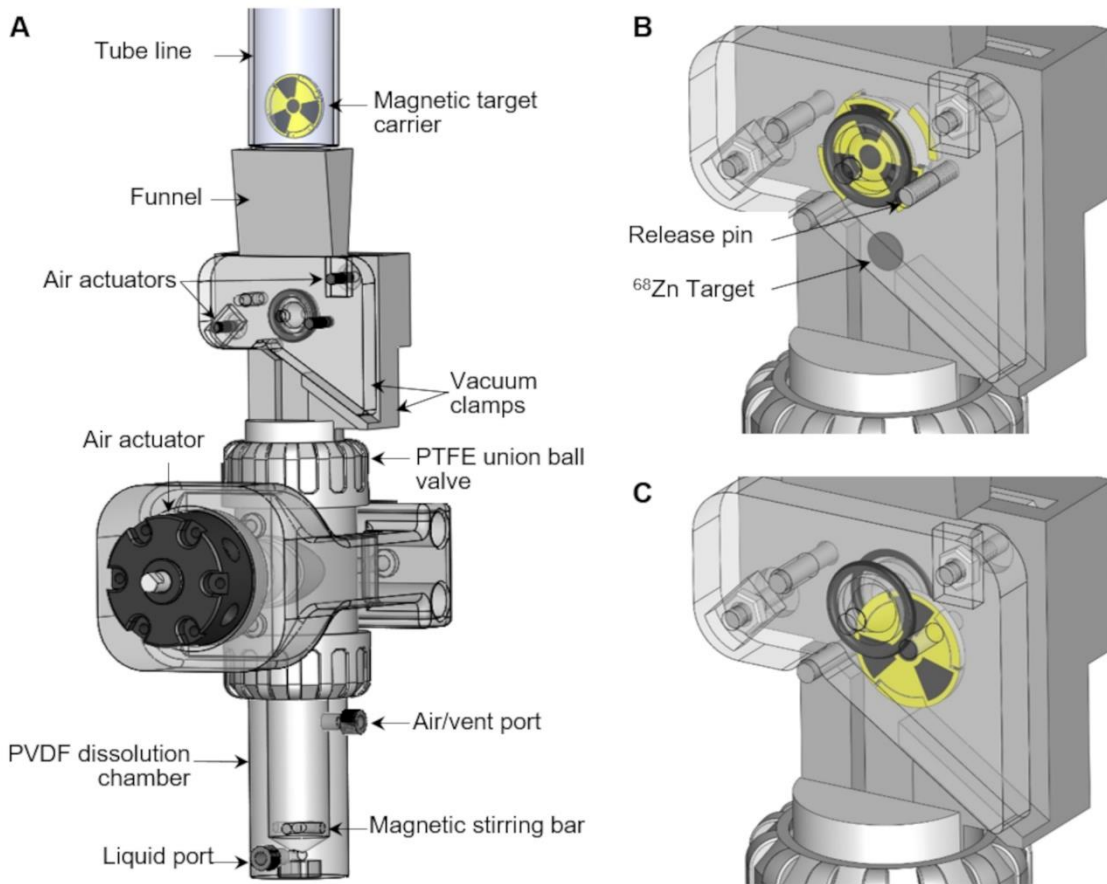 A
Tube line
Magnetic target
carrier
Funnel
Air actuators
Vacuum
clamps
Air actuator
PTFE union ball
valve
Air/vent port
PVDF dissolution
chamber
Magnetic stirring bar
Liquid port
B
Release pin
⁶⁸Zn Target
C